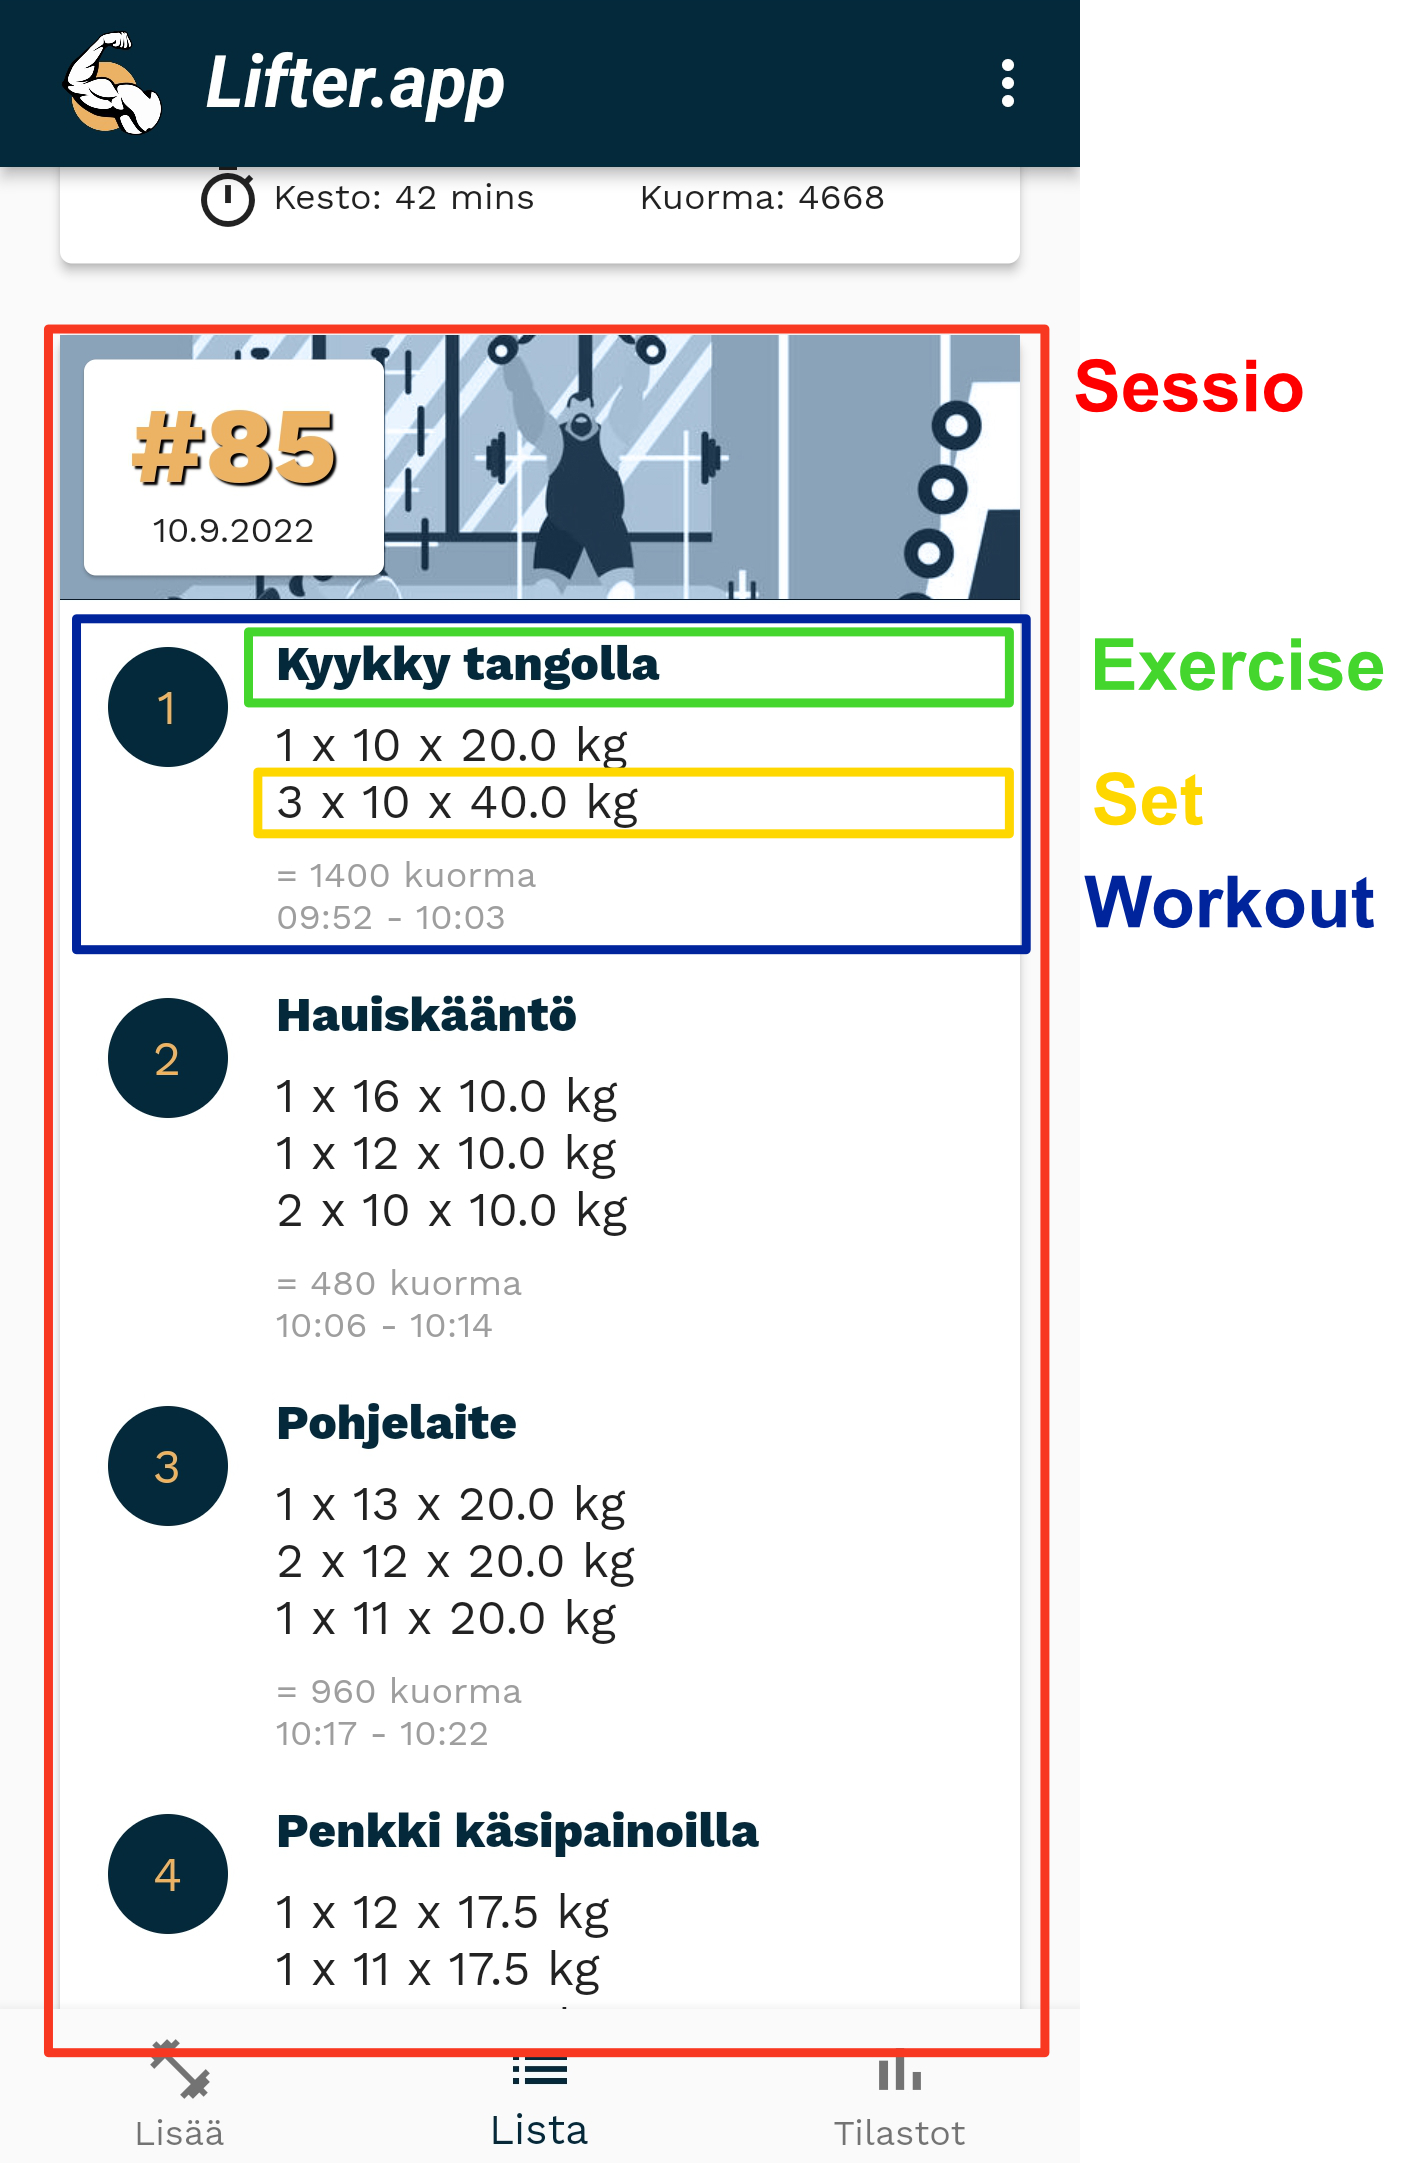 Lifter.app
Kesto: 42 mins Kuorma: 4668
Sessio
#85
10.9.2022
1
Kyykky tangolla
Exercise
1 x 10 x 20.0 kg
3 x 10 x 40.0 kg
Set
= 1400 kuorma
09:52 - 10:03
Workout
2
Hauiskääntö
1 x 16 x 10.0 kg
1 x 12 x 10.0 kg
2 x 10 x 10.0 kg
= 480 kuorma
10:06 - 10:14
3
Pohjelaite
1 x 13 x 20.0 kg
2 x 12 x 20.0 kg
1 x 11 x 20.0 kg
= 960 kuorma
10:17 - 10:22
4
Penkki käsipainoilla
1 x 12 x 17.5 kg
1 x 11 x 17.5 kg
Lisää Lista Tilastot